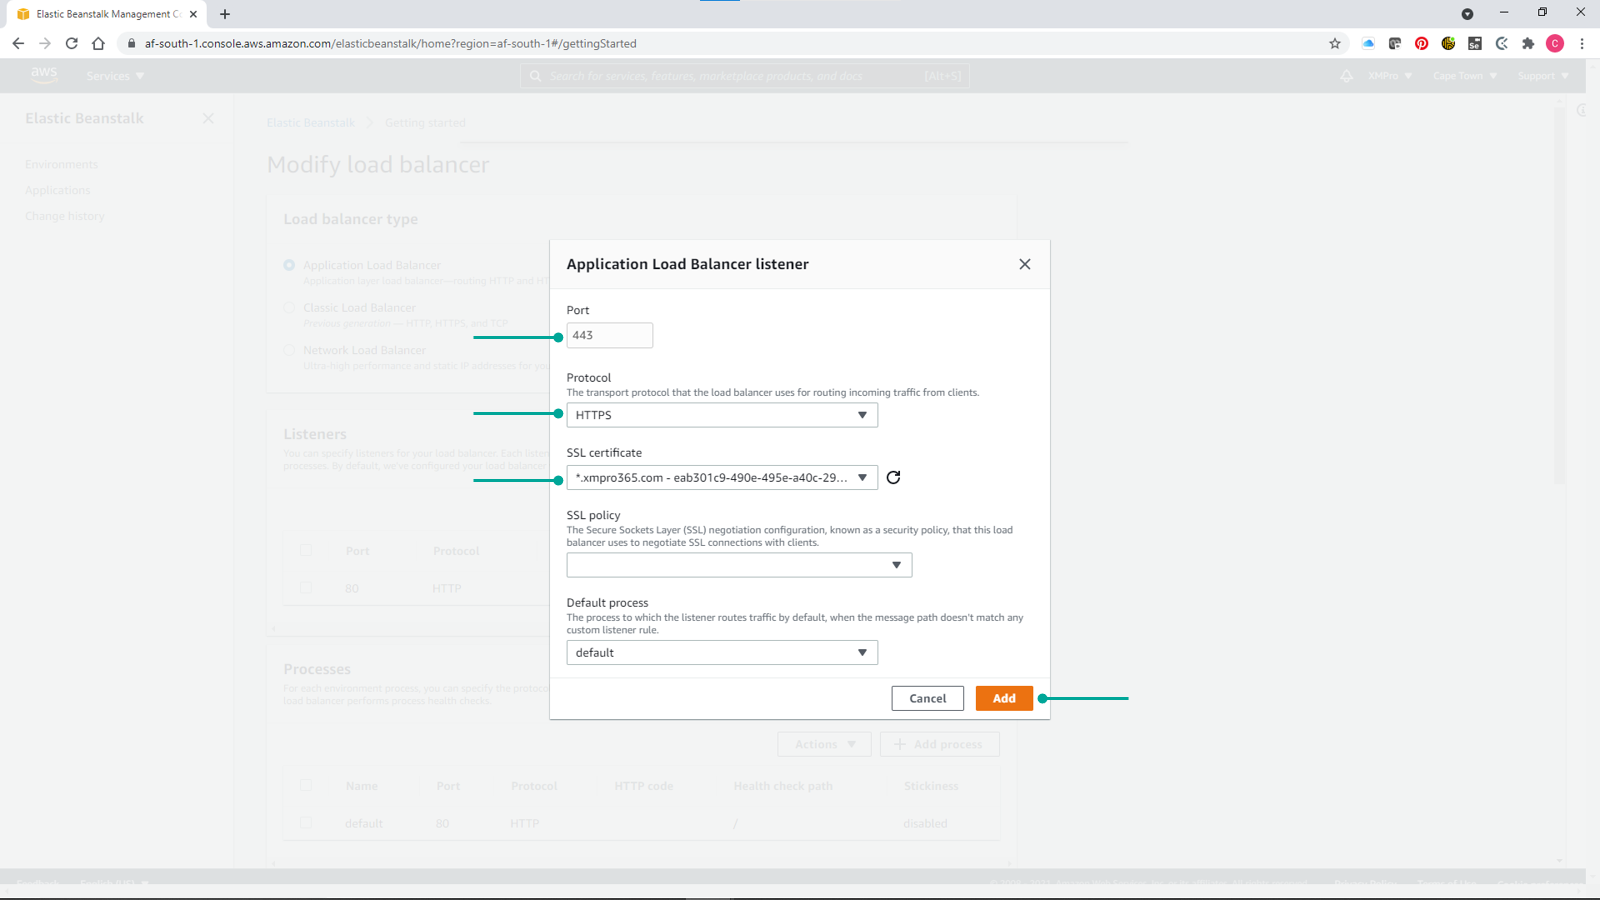 Elastic Beanstalk Management C
af-south-1.console.aws.amazon.com/elasticbeanstalk/home?region=af-south-1#/gettingStarted
Se
C
aws
Services
Search for services, features, marketplace products, and docs
[Alt+S]
XMPro
Cape Town
Support
Elastic Beanstalk
Environments
Applications
Change history
Elastic Beanstalk
Getting started
Modify load balancer
Load balancer type
Application Load Balancer
Application layer load balancer—routing HTTP and HT
Classic Load Balancer
Previous generation — HTTP, HTTPS, and TCP
Network Load Balancer
Ultra-high performance and static IP addresses for you
Listeners
You can specify listeners for your load balancer. Each listen
processes. By default, we've configured your load balancer
Port
Protocol
80
HTTP
Application Load Balancer listener
Port
443
Protocol
The transport protocol that the load balancer uses for routing incoming traffic from clients.
HTTPS
SSL certificate
*.xmpro365.com - eab301c9-490e-495e-a40c-29...
SSL policy
The Secure Sockets Layer (SSL) negotiation configuration, known as a security policy, that this load
balancer uses to negotiate SSL connections with clients.
Default process
The process to which the listener routes traffic by default, when the message path doesn't match any
custom listener rule.
default
Cancel
Add
Processes
For each environment process, you can specify the protoco
load balancer performs process health checks.
Actions
Add process
Name
Port
Protocol
HTTP code
Health check path
Stickiness
default
80
HTTP
/
disabled